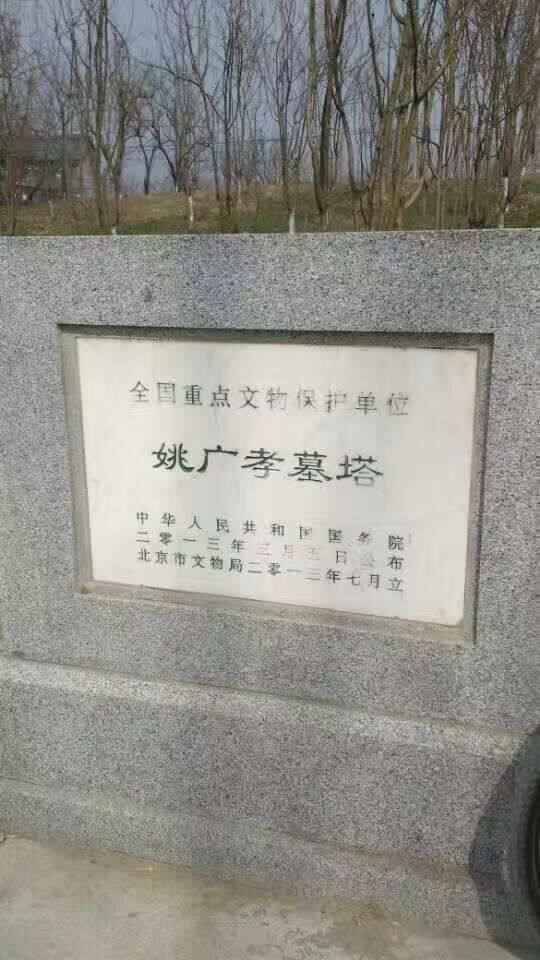 全国重点文物保护单位
姚广孝墓塔
中华人民共和国国务院
二零一三年三月五日公布
北京市文物局二零一三年七月立